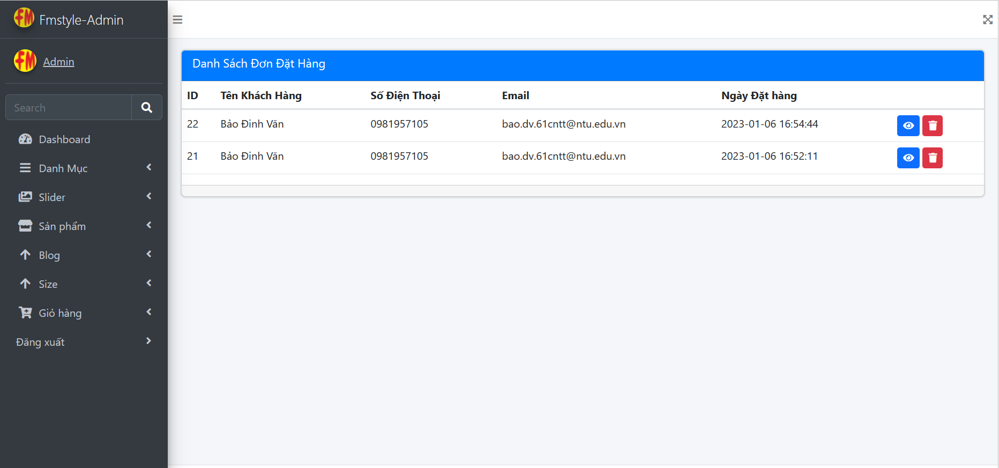 FM Fmstyle-Admin
FM Admin
Search
Dashboard
Danh Mục
Slider
Sản phẩm
Blog
Size
Giỏ hàng
Đăng xuất
Danh Sách Đơn Đặt Hàng
ID Tên Khách Hàng Số Điện Thoại Email Ngày Đặt hàng
22 Bảo Đinh Văn 0981957105 bao.dv.61cntt@ntu.edu.vn 2023-01-06 16:54:44
21 Bảo Đinh Văn 0981957105 bao.dv.61cntt@ntu.edu.vn 2023-01-06 16:52:11